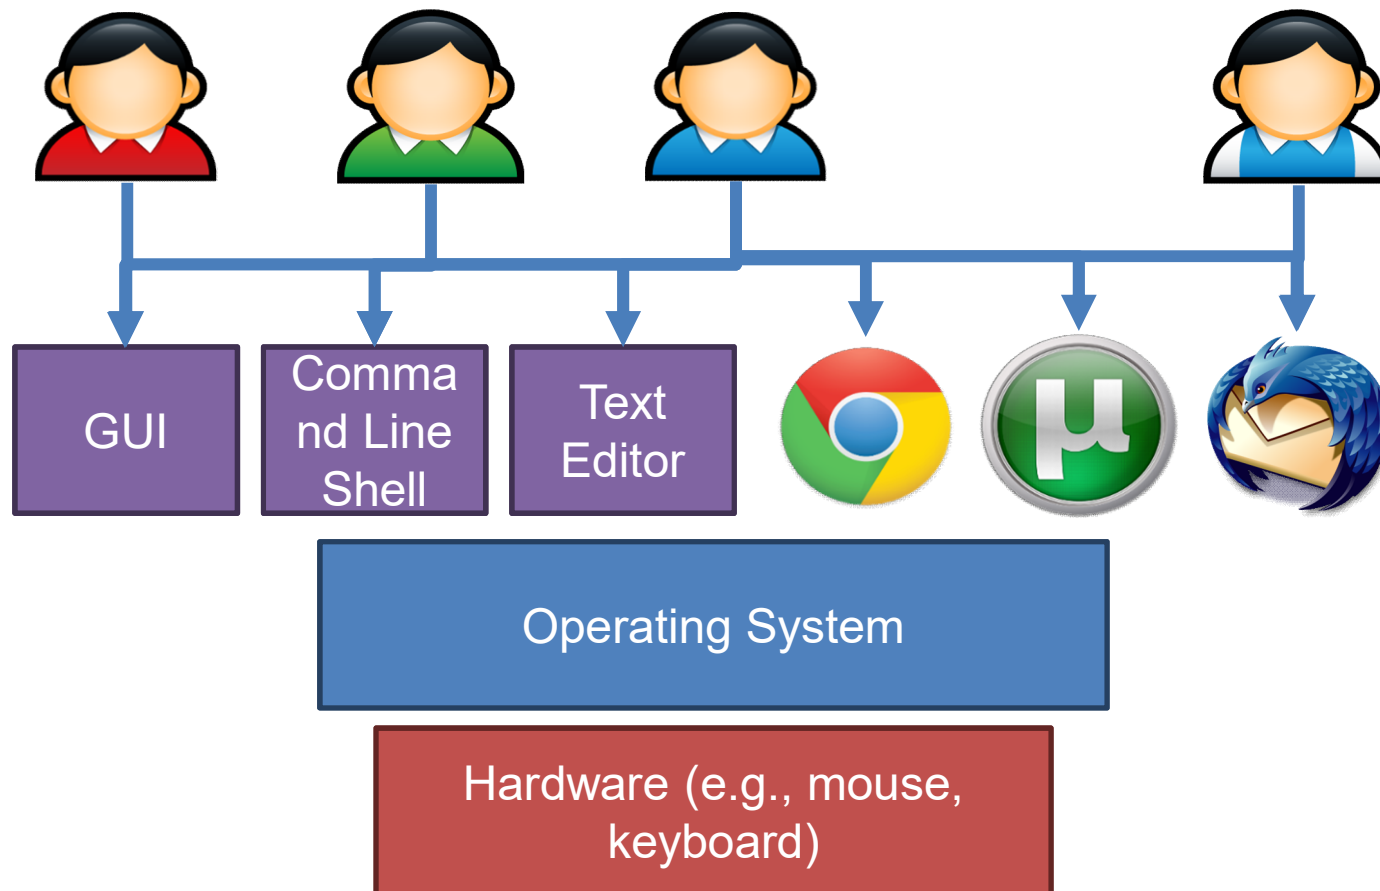 GUI
Comma
nd Line
Shell
Text
Editor
µ
Operating System
Hardware (e.g., mouse,
keyboard)